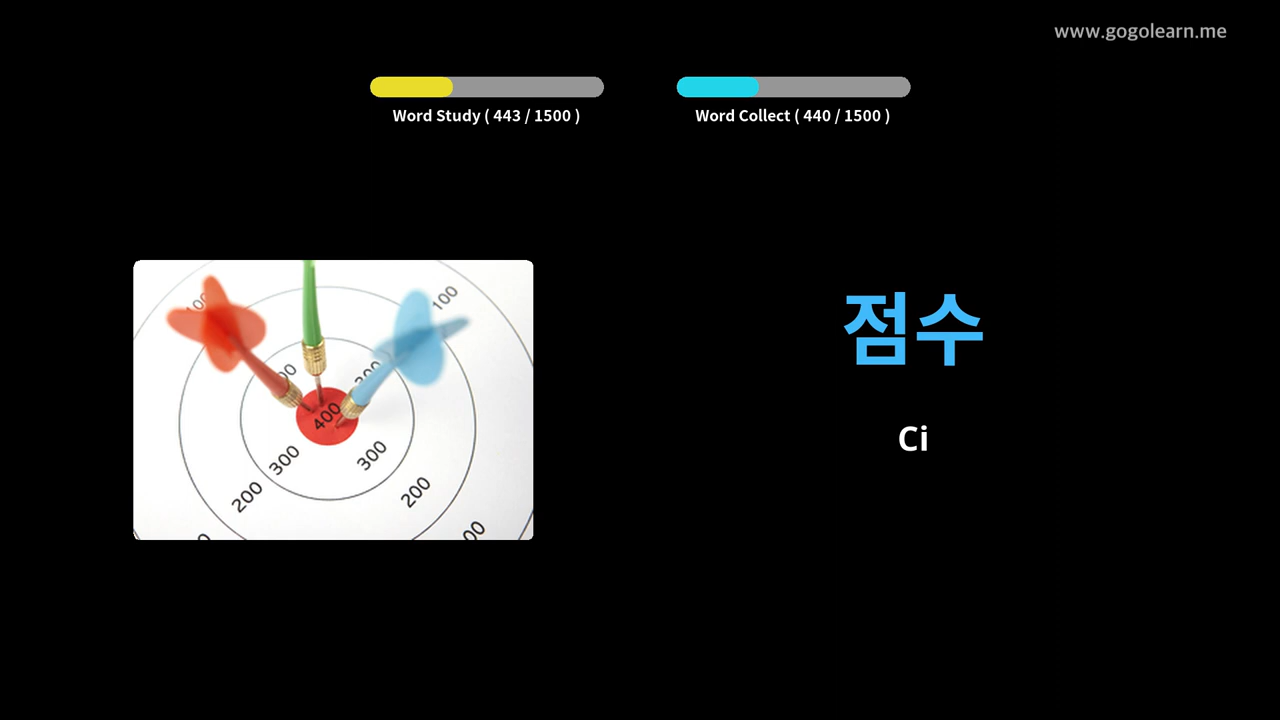 www.gogolearn.me
Word Study ( 443 / 1500 )
Word Collect ( 440 / 1500 )
점수
Ci
100
100
400
300
300
200
200